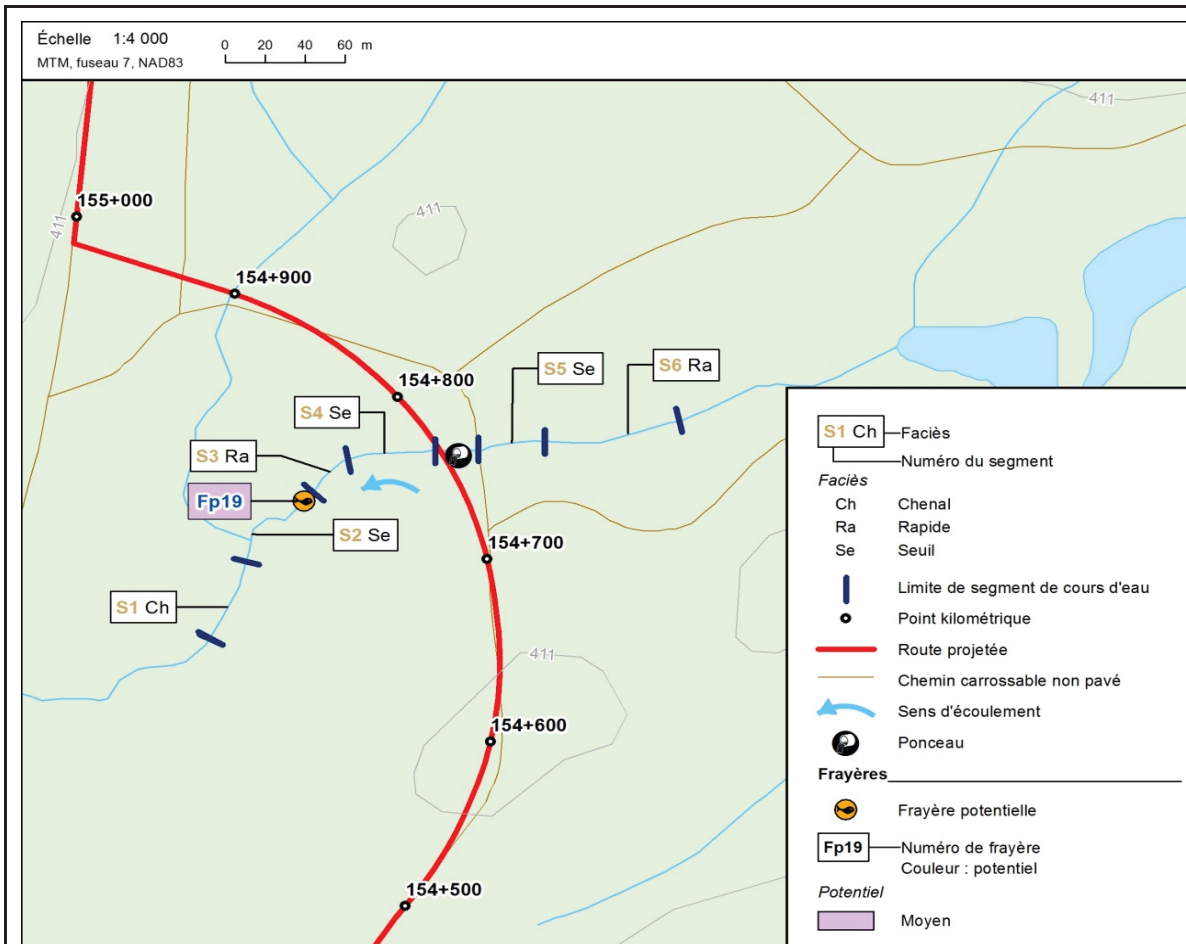 Échelle 1:4 000
0 20 40 60 m
MTM, fuseau 7, NAD83
411
155+000
411
411
154+900
154+800
S5 Se
S6 Ra
S4 Se
S3 Ra
Fp19
S2 Se
154+700
S1 Ch
411
154+600
154+500
S1 Ch
Faciès
Numéro du segment
Faciès
Ch Chenal
Ra Rapide
Se Seuil
Limite de segment de cours d'eau
Point kilométrique
Route projetée
Chemin carrossable non pavé
Sens d'écoulement
Ponceau
Frayères
Frayère potentielle
Fp19
Numéro de frayère
Couleur : potentiel
Potentiel
Moyen